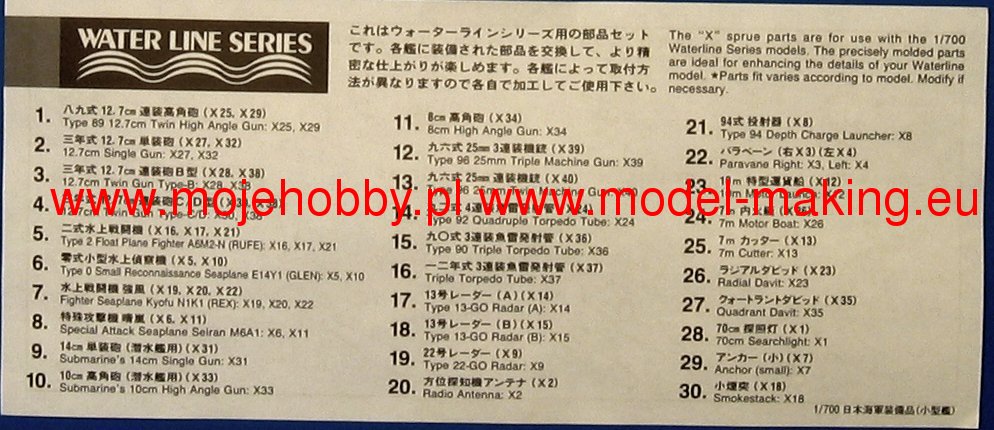 WATER LINE SERIES
これはウォーターラインシリーズ用の部品セット
です。各艦に装備された部品を交換して、より精
密な仕上がりが楽しめます。各艦によって取付方
法が異なりますので各自で加工してご使用下さい。
The "X" sprue parts are for use with the 1/700
Waterline Series models. The precisely molded parts
are ideal for enhancing the details of your Waterline
model. ★Parts fit varies according to model. Modify if
necessary.
1. 八九式 12.7cm 連装高角砲 (X25, X29)
Type 89 12.7cm Twin High Angle Gun: X25, X29
2. 三年式 12.7cm 単装砲 (X27, X32)
12.7cm Single Gun: X27, X32
3. 三年式 12.7cm 連装砲B型 (X28, X38)
12.7cm Twin Gun Type-B: X28, X38
4. 12.7cm Twin Gun Type-C/D: X30, X38
5. 二式水上戦闘機 (X16, X17, X21)
Type 2 Float Plane Fighter A6M2-N (RUFE): X16, X17, X21
6. 零式小型水上偵察機 (X5, X10)
Type 0 Small Reconnaissance Seaplane E14Y1 (GLEN): X5, X10
7. 水上戦闘機 強風 (X19, X20, X22)
Fighter Seaplane Kyofu N1K1 (REX): X19, X20, X22
8. 特殊攻撃機 晴嵐 (X6, X11)
Special Attack Seaplane Seiran M6A1: X6, X11
9. 14cm 単装砲 (潜水艦用) (X31)
Submarine's 14cm Single Gun: X31
10. 10cm 高角砲 (潜水艦用) (X33)
Submarine's 10cm High Angle Gun: X33
11. 8cm 高角砲 (X34)
8cm High Angle Gun: X34
12. 九六式 25mm 3連装機銃 (X39)
Type 96 25mm Triple Machine Gun: X39
13. 九六式 25mm 連装機銃 (X40)
Type 96 25mm Twin Machine Gun: X40
14. Type 92 Quadruple Torpedo Tube: X24
15. 九〇式 3連装魚雷発射管 (X36)
Type 90 Triple Torpedo Tube: X36
16. 一二年式 3連装魚雷発射管 (X37)
Triple Torpedo Tube: X37
17. 13号レーダー (A) (X14)
Type 13-GO Radar (A): X14
18. 13号レーダー (B) (X15)
Type 13-GO Radar (B): X15
19. 22号レーダー (X9)
Type 22-GO Radar: X9
20. 方位探知機アンテナ (X2)
Radio Antenna: X2
21. 94式 投射器 (X8)
Type 94 Depth Charge Launcher: X8
22. パラベーン (右X3) (左X4)
Paravane Right: X3, Left: X4
23. 特型運貨船 (X12)
24. 7m 内火艇
7m Motor Boat: X26
25. 7m カッター (X13)
7m Cutter: X13
26. ラジアルダビッド (X23)
Radial Davit: X23
27. クォートラントダビッド (X35)
Quadrant Davit: X35
28. 70cm 探照灯 (X1)
70cm Searchlight: X1
29. アンカー (小) (X7)
Anchor (small): X7
30. 小煙突 (X18)
Smokestack: X18
1/700 日本海軍装備品(小型艦)
www.mojehobby.pl www.model-making.eu